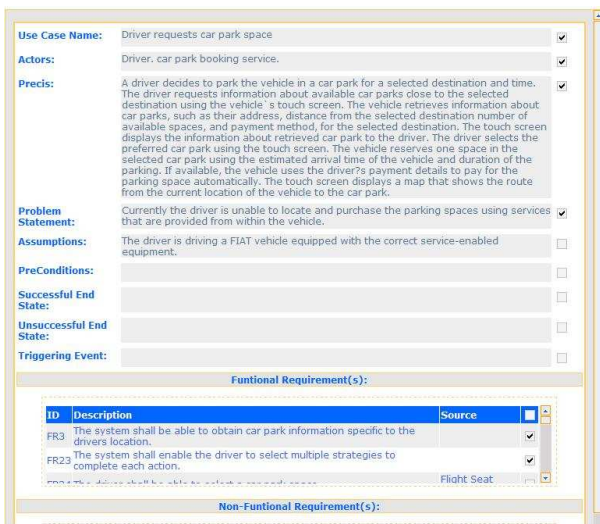 Use Case Name: Driver requests car park space
Actors: Driver. car park booking service.
Precis: A driver decides to park the vehicle in a car park for a selected destination and time.
The driver requests information about available car parks close to the selected
destination using the vehicle`s touch screen. The vehicle retrieves information about
car parks, such as their address, distance from the selected destination number of
available spaces, and payment method, for the selected destination. The touch screen
displays the information about retrieved car park to the driver. The driver selects the
preferred car park using the touch screen. The vehicle reserves one space in the
selected car park using the estimated arrival time of the vehicle and duration of the
parking. If available, the vehicle uses the driver?s payment details to pay for the
parking space automatically. The touch screen displays a map that shows the route
from the current location of the vehicle to the car park.
Problem Statement: Currently the driver is unable to locate and purchase the parking spaces using services
that are provided from within the vehicle.
Assumptions: The driver is driving a FIAT vehicle equipped with the correct service-enabled
equipment.
PreConditions:
Successful End
State:
Unsuccessful End
State:
Triggering Event:
Funtional Requirement(s):
ID Description Source
FR3 The system shall be able to obtain car park information specific to the
drivers location.
FR23 The system shall enable the driver to select multiple strategies to
complete each action.
FR24 The driver shall be able to select a car park space Flight Seat
Non-Funtional Requirement(s):